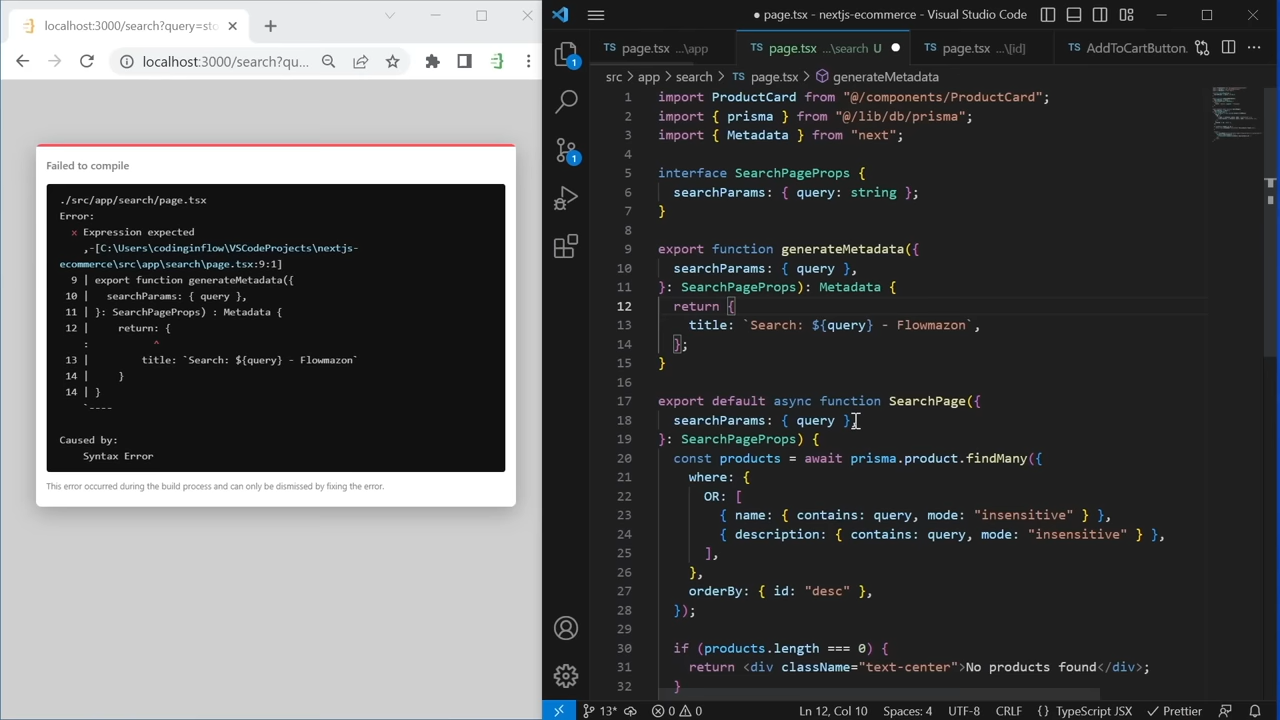 localhost:3000/search?query=sto
localhost:3000/search?qu...
Failed to compile
./src/app/search/page.tsx
Error:
x Expression expected
,-[C:\Users\codinginflow\VSCodeProjects\nextjs-
ecommerce\src\app\search\page.tsx:9:1]
9 | export function generateMetadata({
10 |   searchParams: { query },
11 | }: SearchPageProps) : Metadata {
12 |     return: {
:           ^
13 |         title: `Search: ${query} - Flowmazon`
14 |     }
14 | }
`----
Caused by:
Syntax Error
This error occurred during the build process and can only be dismissed by fixing the error.
● page.tsx - nextjs-ecommerce - Visual Studio Code
TS page.tsx ...\app
TS page.tsx ...\search U ●
TS page.tsx ...\[id]
TS AddToCartButton.
src > app > search > TS page.tsx > generateMetadata
1 import ProductCard from "@/components/ProductCard";
2 import { prisma } from "@/lib/db/prisma";
3 import { Metadata } from "next";
4
5 interface SearchPageProps {
6   searchParams: { query: string };
7 }
8
9 export function generateMetadata({
10   searchParams: { query },
11 }: SearchPageProps): Metadata {
12   return {
13     title: `Search: ${query} - Flowmazon`,
14   };
15 }
16
17 export default async function SearchPage({
18   searchParams: { query },
19 }: SearchPageProps) {
20   const products = await prisma.product.findMany({
21     where: {
22       OR: [
23         { name: { contains: query, mode: "insensitive" } },
24         { description: { contains: query, mode: "insensitive" } },
25       ],
26     },
27     orderBy: { id: "desc" },
28   });
29
30   if (products.length === 0) {
31     return <div className="text-center">No products found</div>;
32   }
1
1
13*
0 0
Ln 12, Col 10
Spaces: 4
UTF-8
CRLF
{ } TypeScript JSX
Prettier